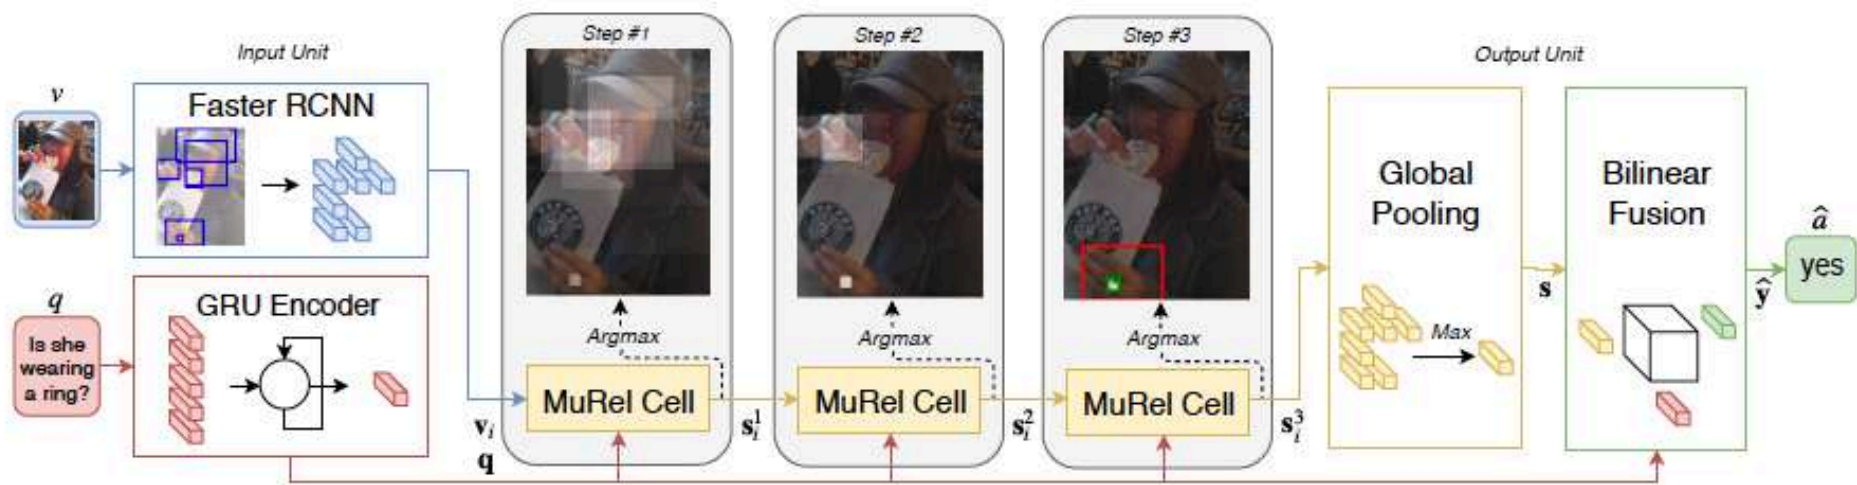 Input Unit
v
Faster RCNN
q
Is she
wearing
a ring?
GRU Encoder
v_i
q
Step #1
Argmax
MuRel Cell
s_i^1
Step #2
Argmax
MuRel Cell
s_i^2
Step #3
Argmax
MuRel Cell
s_i^3
Output Unit
Global
Pooling
Max
s
Bilinear
Fusion
ŷ
â
yes